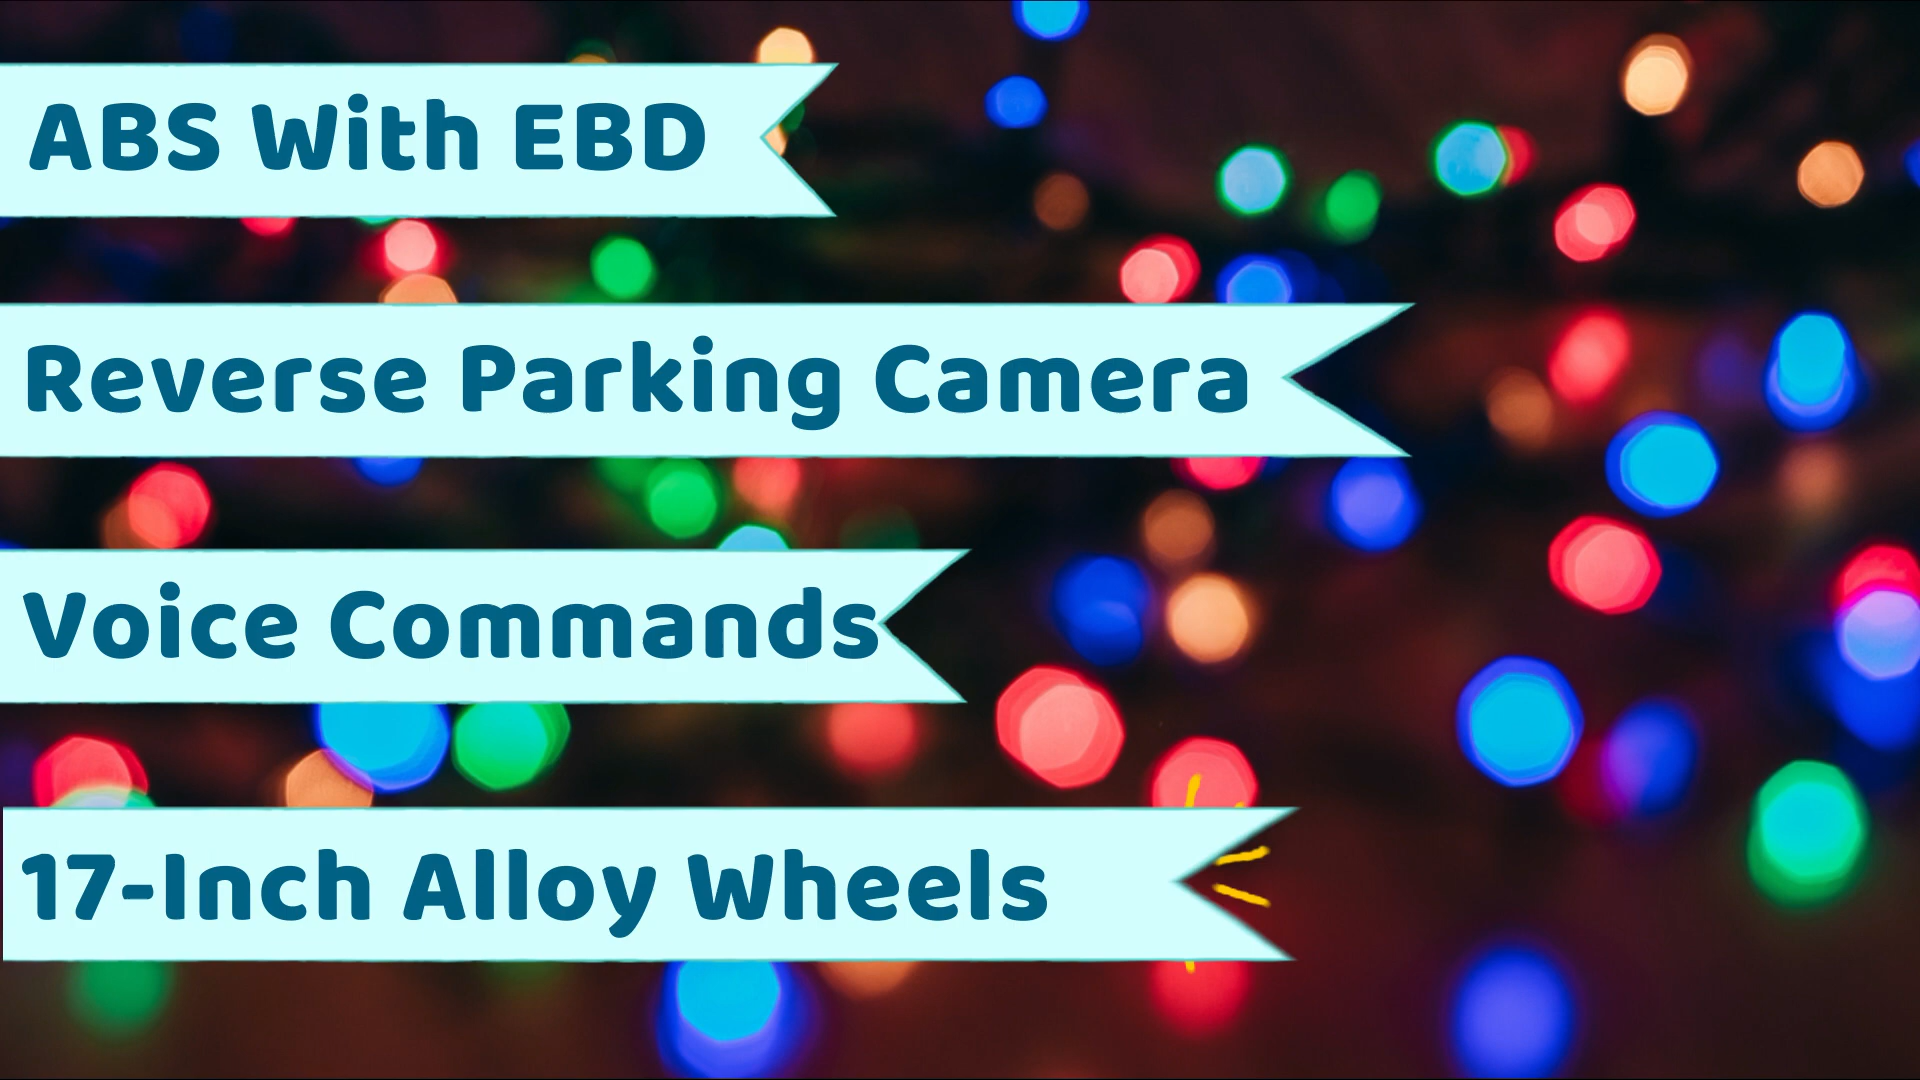 ABS With EBD
Reverse Parking Camera
Voice Commands
17-Inch Alloy Wheels